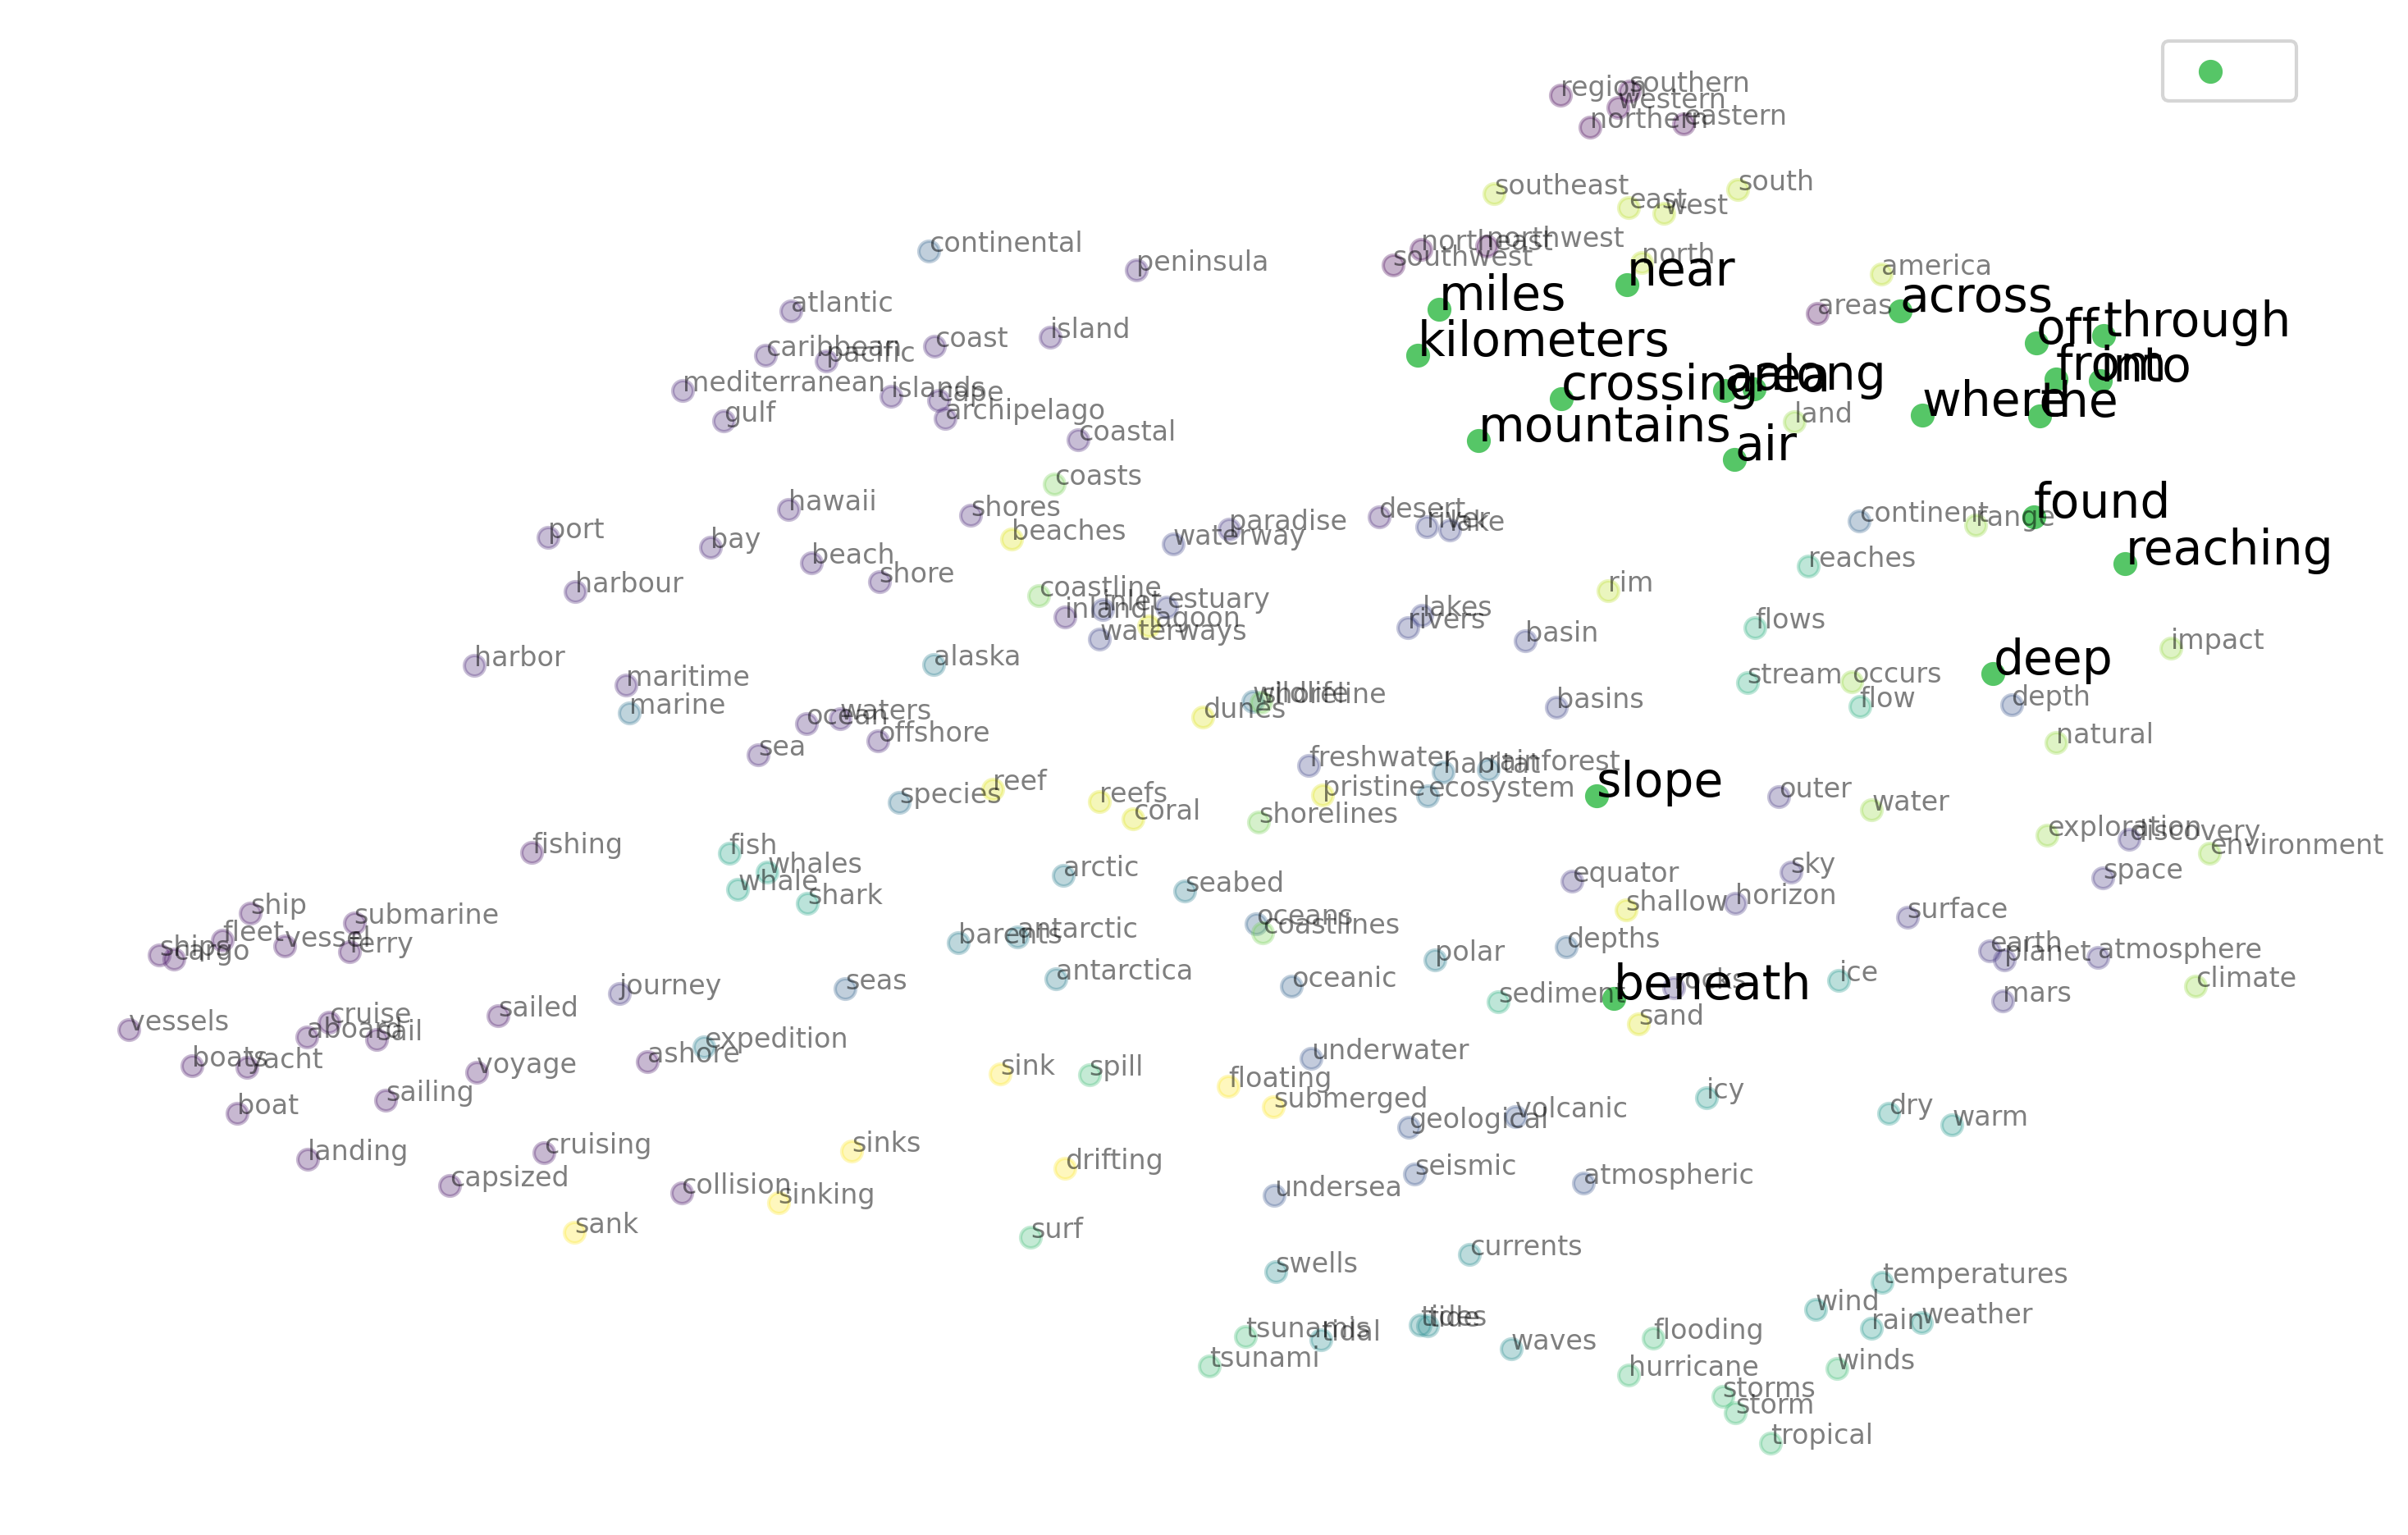 region
southern
western
northern
eastern
southeast
south
east
west
northeast
northwest
southwest
north
continental
peninsula
near
america
miles
across
areas
atlantic
off
through
island
coast
kilometers
caribbean
pacific
from
into
area
along
crossing
mediterranean
islands
cape
archipelago
gulf
where
the
land
mountains
coastal
air
coasts
hawaii
shores
found
port
beaches
paradise
waterway
desert
river
lake
continent
range
bay
beach
shore
reaches
reaching
harbour
coastline
inland
inlet
estuary
lagoon
waterways
lakes
rivers
rim
basin
flows
impact
harbor
maritime
marine
alaska
deep
stream
occurs
flow
depth
wildlife
shoreline
dunes
basins
ocean
waters
offshore
sea
natural
freshwater
habitat
rainforest
species
reef
reefs
coral
pristine
ecosystem
slope
outer
water
shorelines
fishing
fish
whales
whale
shark
exploration
discovery
environment
arctic
seabed
equator
sky
space
ship
submarine
fleet
vessel
ferry
ships
cargo
barents
antarctic
oceans
coastlines
shallow
horizon
surface
polar
depths
earth
planet
atmosphere
journey
seas
antarctica
oceanic
sediment
beneath
rocks
ice
mars
climate
vessels
cruise
aboard
sail
sailed
sand
boats
yacht
voyage
ashore
expedition
sink
spill
underwater
floating
submerged
boat
sailing
geological
volcanic
icy
dry
warm
landing
cruising
sinks
drifting
capsized
collision
sinking
undersea
seismic
atmospheric
sank
surf
swells
currents
temperatures
tsunamis
tidal
tides
tide
waves
flooding
wind
rain
weather
tsunami
hurricane
winds
storms
storm
tropical